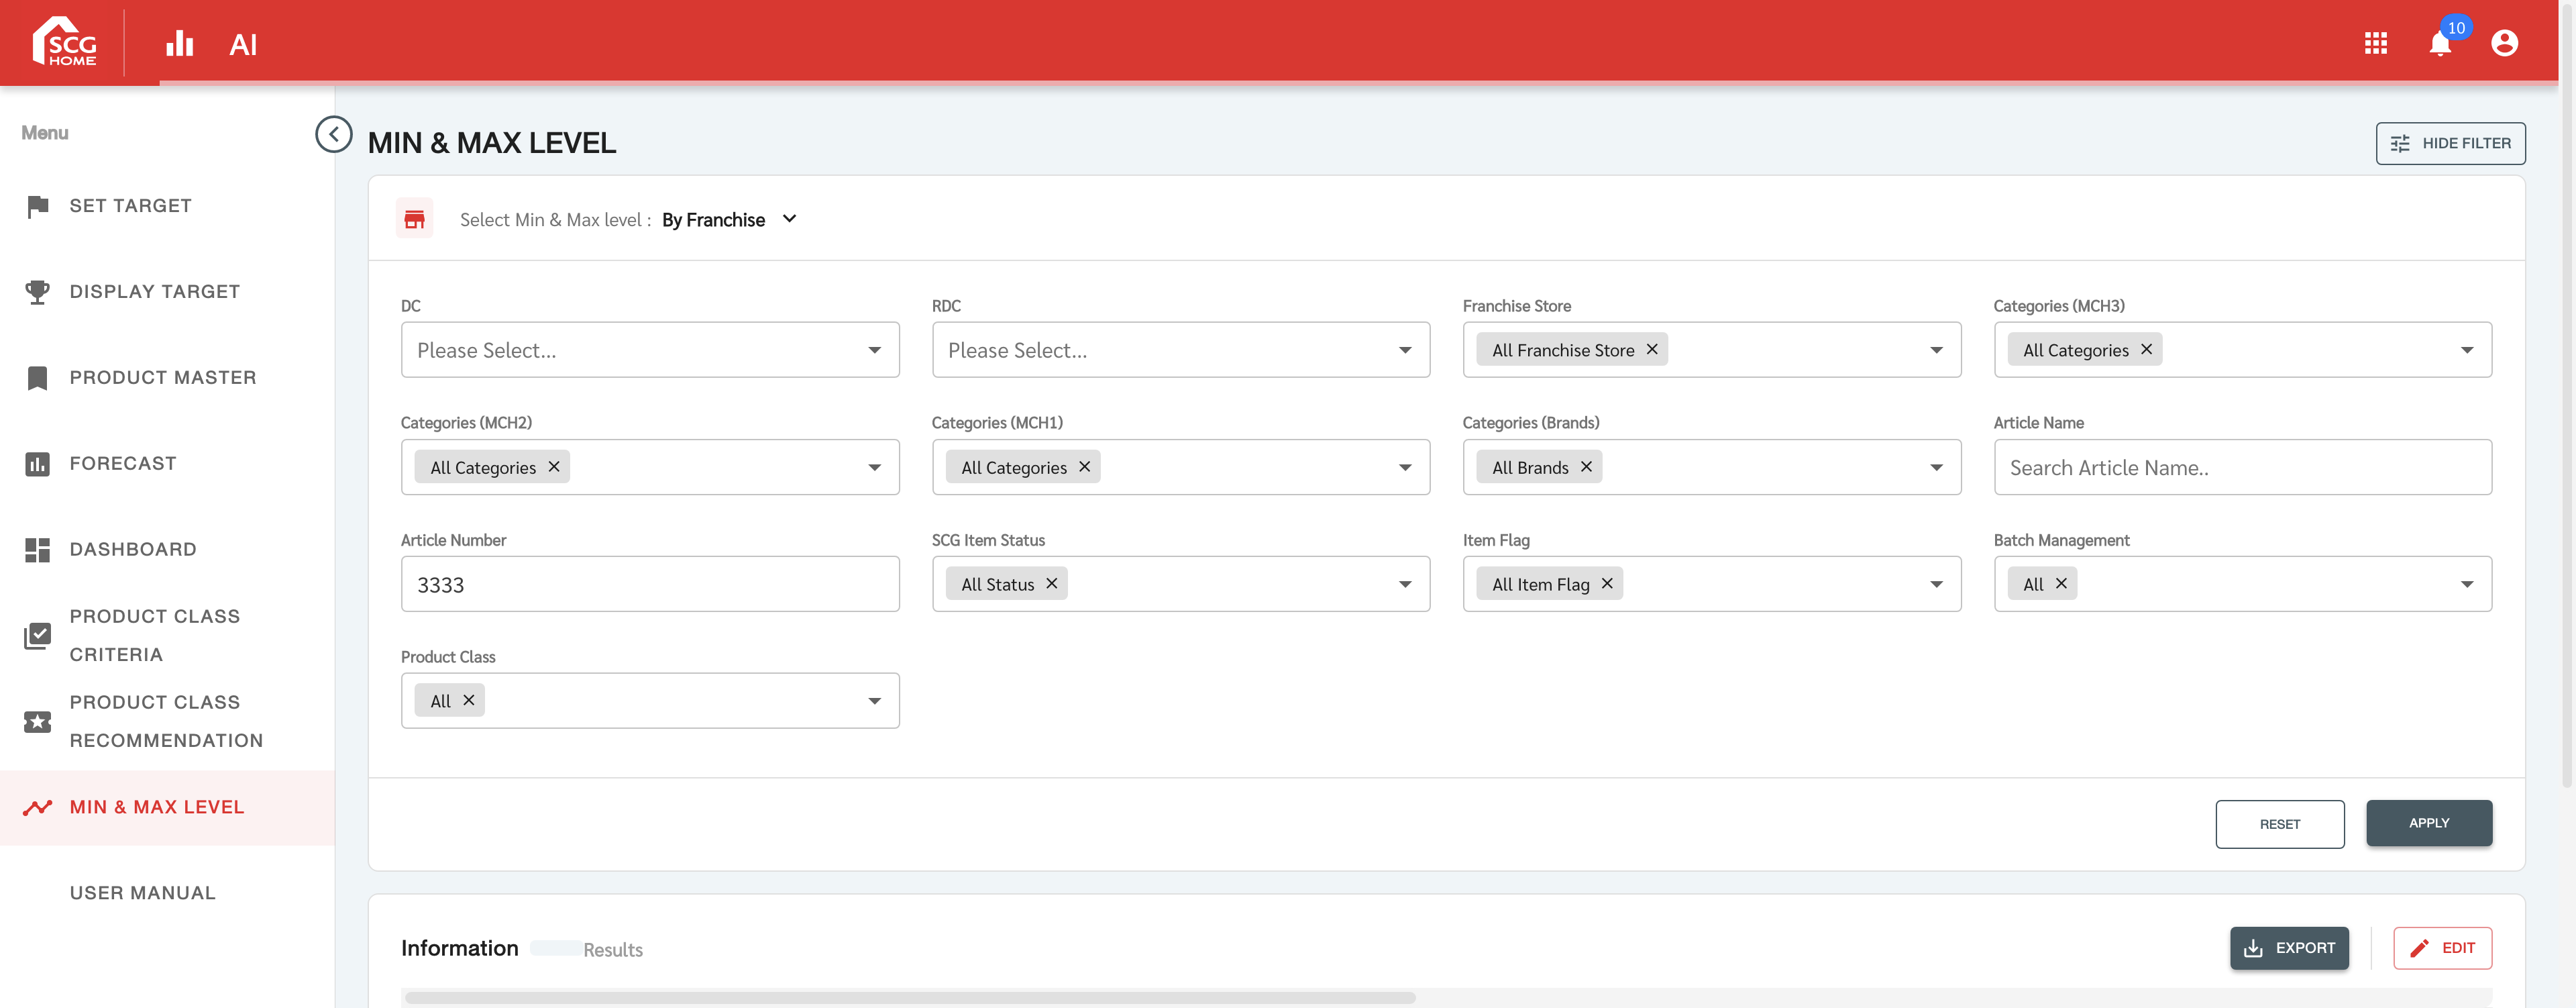 SCG
HOME
AI
10
Menu
MIN & MAX LEVEL
HIDE FILTER
SET TARGET
DISPLAY TARGET
PRODUCT MASTER
FORECAST
DASHBOARD
PRODUCT CLASS
CRITERIA
PRODUCT CLASS
RECOMMENDATION
MIN & MAX LEVEL
USER MANUAL
Select Min & Max level : By Franchise
DC
RDC
Franchise Store
Categories (MCH3)
Please Select...
Please Select...
All Franchise Store
All Categories
Categories (MCH2)
Categories (MCH1)
Categories (Brands)
Article Name
All Categories
All Categories
All Brands
Search Article Name..
Article Number
SCG Item Status
Item Flag
Batch Management
3333
All Status
All Item Flag
All
Product Class
All
RESET
APPLY
Information
Results
EXPORT
EDIT